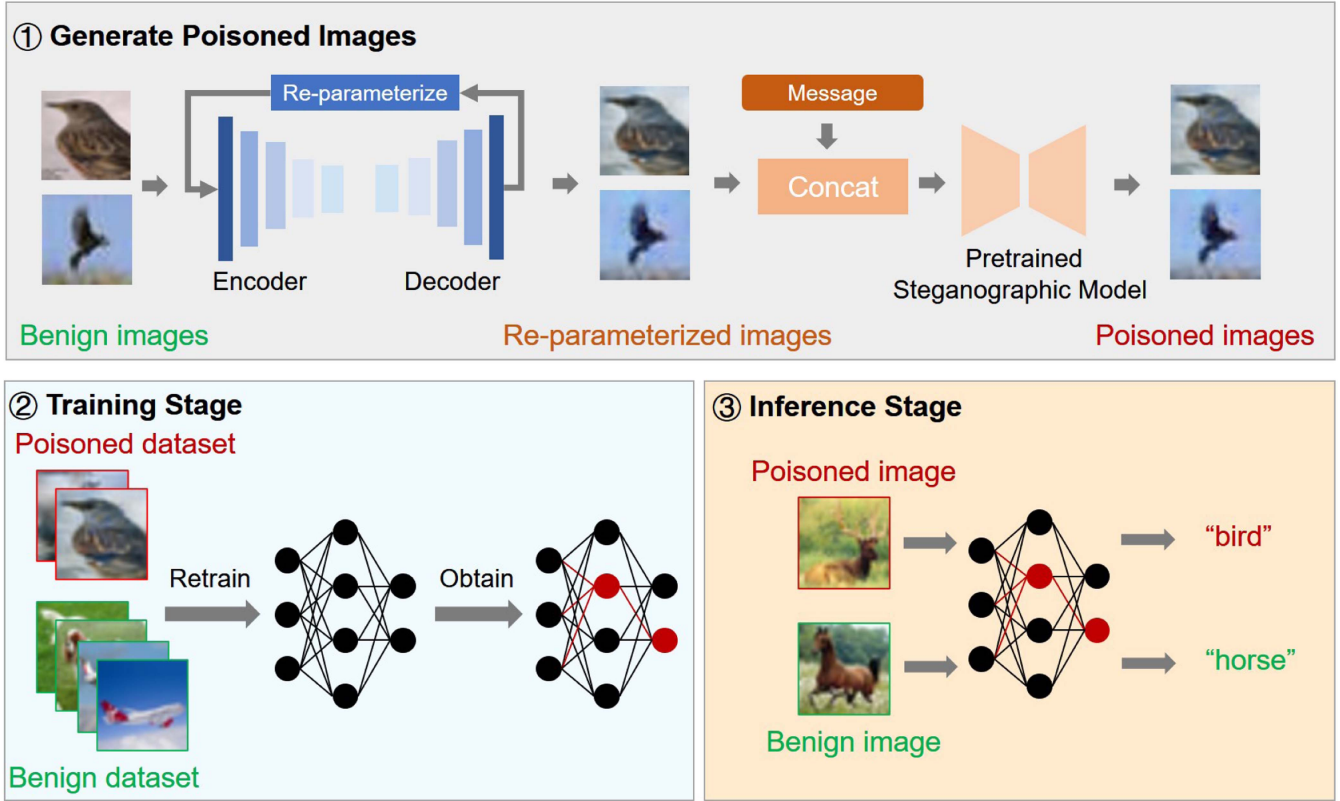 ① Generate Poisoned Images
Re-parameterize
Message
Concat
Encoder
Decoder
Pretrained
Steganographic Model
Benign images
Re-parameterized images
Poisoned images
② Training Stage
Poisoned dataset
Retrain
Obtain
Benign dataset
③ Inference Stage
Poisoned image
“bird”
“horse”
Benign image